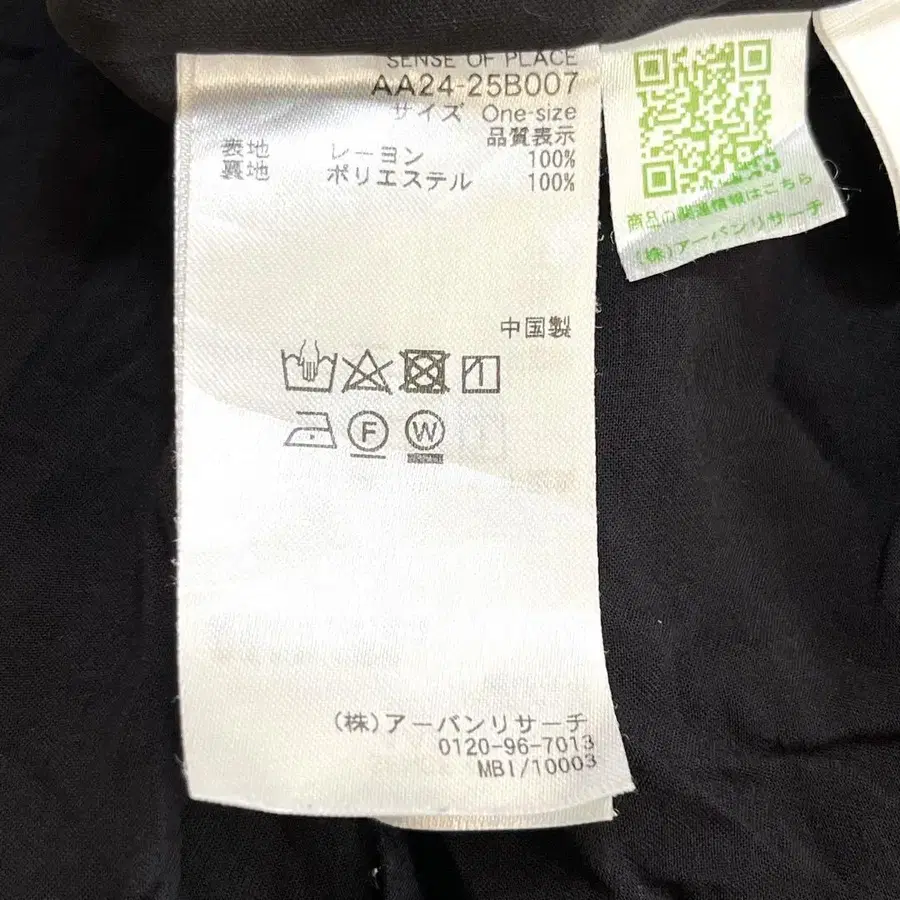 SENSE OF PLACE
AA24-25B007
サイズ One-size
品質表示
表地 レーヨン 100%
裏地 ポリエステル 100%
中国製
F W
(株)アーバンリサーチ
0120-96-7013
MBI/10003
商品の関連情報はこちら
(株)アーバンリサーチ